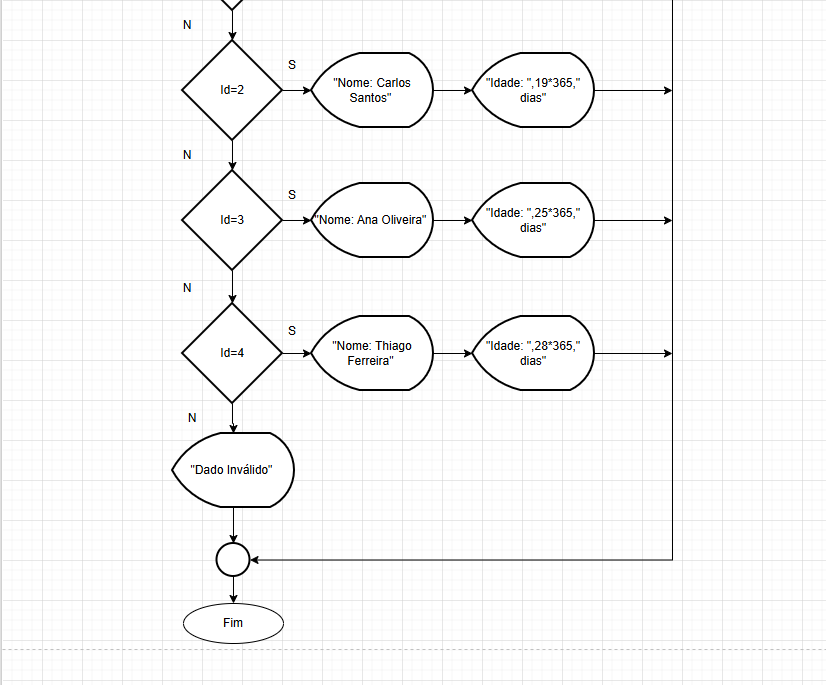 N
S
Id=2
"Nome: Carlos
Santos"
"Idade: ",19*365,"
dias"
N
S
Id=3
"Nome: Ana Oliveira"
"Idade: ",25*365,"
dias"
N
S
Id=4
"Nome: Thiago
Ferreira"
"Idade: ",28*365,"
dias"
N
"Dado Inválido"
Fim